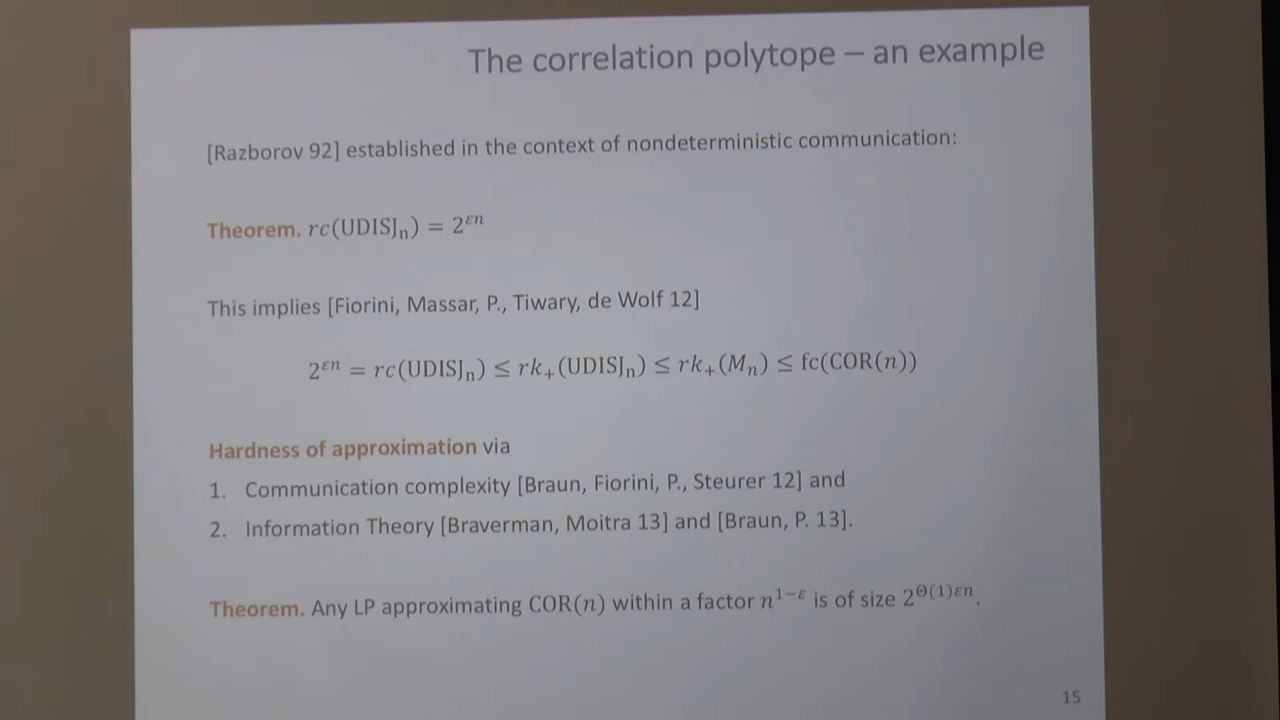 The correlation polytope – an example
[Razborov 92] established in the context of nondeterministic communication:
Theorem. rc(UDISJₙ) = 2^{εn}
This implies [Fiorini, Massar, P., Tiwary, de Wolf 12]
2^{εn} = rc(UDISJₙ) ≤ rk₊(UDISJₙ) ≤ rk₊(Mₙ) ≤ fc(COR(n))
Hardness of approximation via
1. Communication complexity [Braun, Fiorini, P., Steurer 12] and
2. Information Theory [Braverman, Moitra 13] and [Braun, P. 13].
Theorem. Any LP approximating COR(n) within a factor n^{1−ε} is of size 2^{Θ(1)εn}.
15